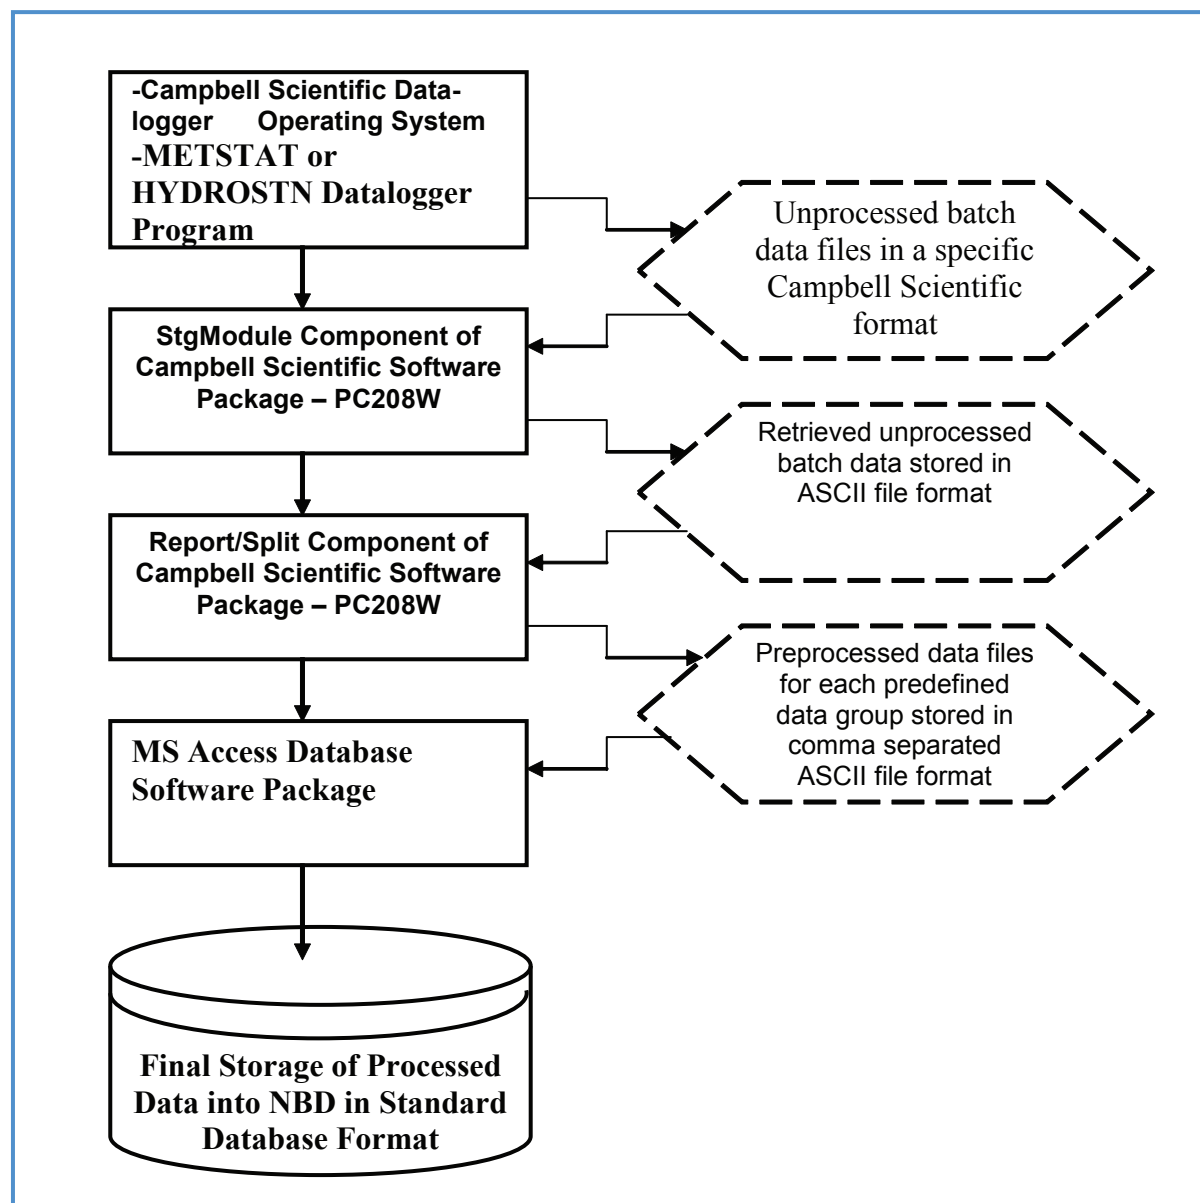 -Campbell Scientific Data-
logger Operating System
-METSTAT or
HYDROSTN Datalogger
Program
Unprocessed batch
data files in a specific
Campbell Scientific
format
StgModule Component of
Campbell Scientific Software
Package – PC208W
Retrieved unprocessed
batch data stored in
ASCII file format
Report/Split Component of
Campbell Scientific Software
Package – PC208W
Preprocessed data files
for each predefined
data group stored in
comma separated
ASCII file format
MS Access Database
Software Package
Final Storage of Processed
Data into NBD in Standard
Database Format